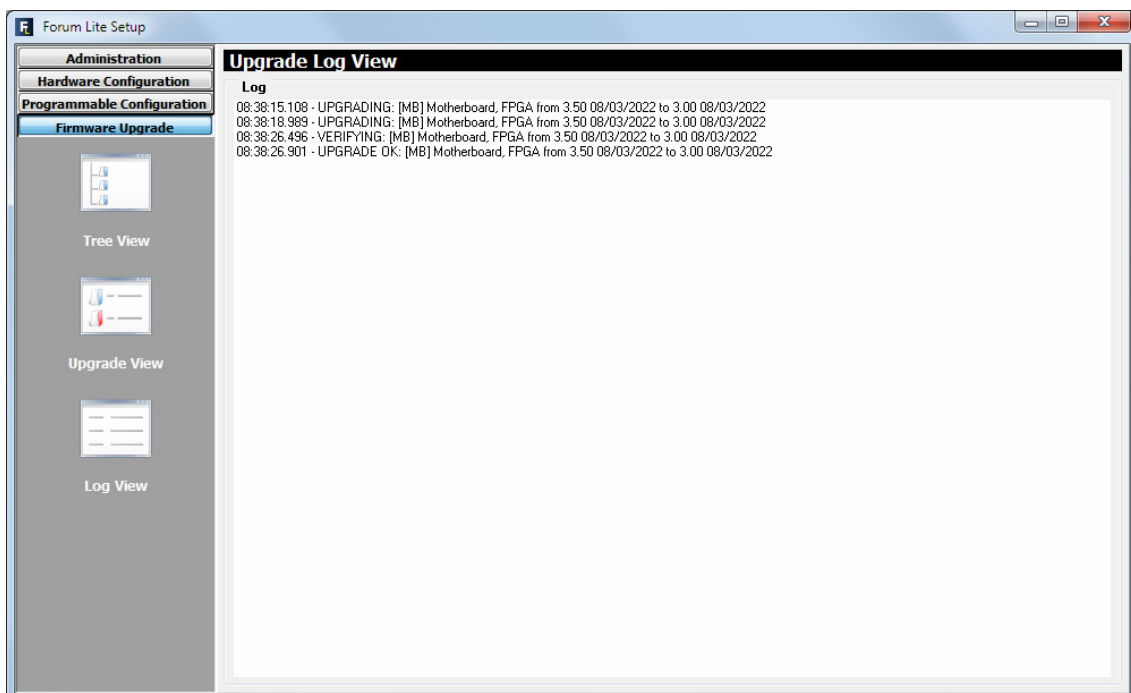 Forum Lite Setup
Administration
Hardware Configuration
Programmable Configuration
Firmware Upgrade
Tree View
Upgrade View
Log View
Upgrade Log View
Log
08:38:15.108 - UPGRADING: [MB] Motherboard, FPGA from 3.50 08/03/2022 to 3.00 08/03/2022
08:38:18.989 - UPGRADING: [MB] Motherboard, FPGA from 3.50 08/03/2022 to 3.00 08/03/2022
08:38:26.496 - VERIFYING: [MB] Motherboard, FPGA from 3.50 08/03/2022 to 3.00 08/03/2022
08:38:26.901 - UPGRADE OK: [MB] Motherboard, FPGA from 3.50 08/03/2022 to 3.00 08/03/2022